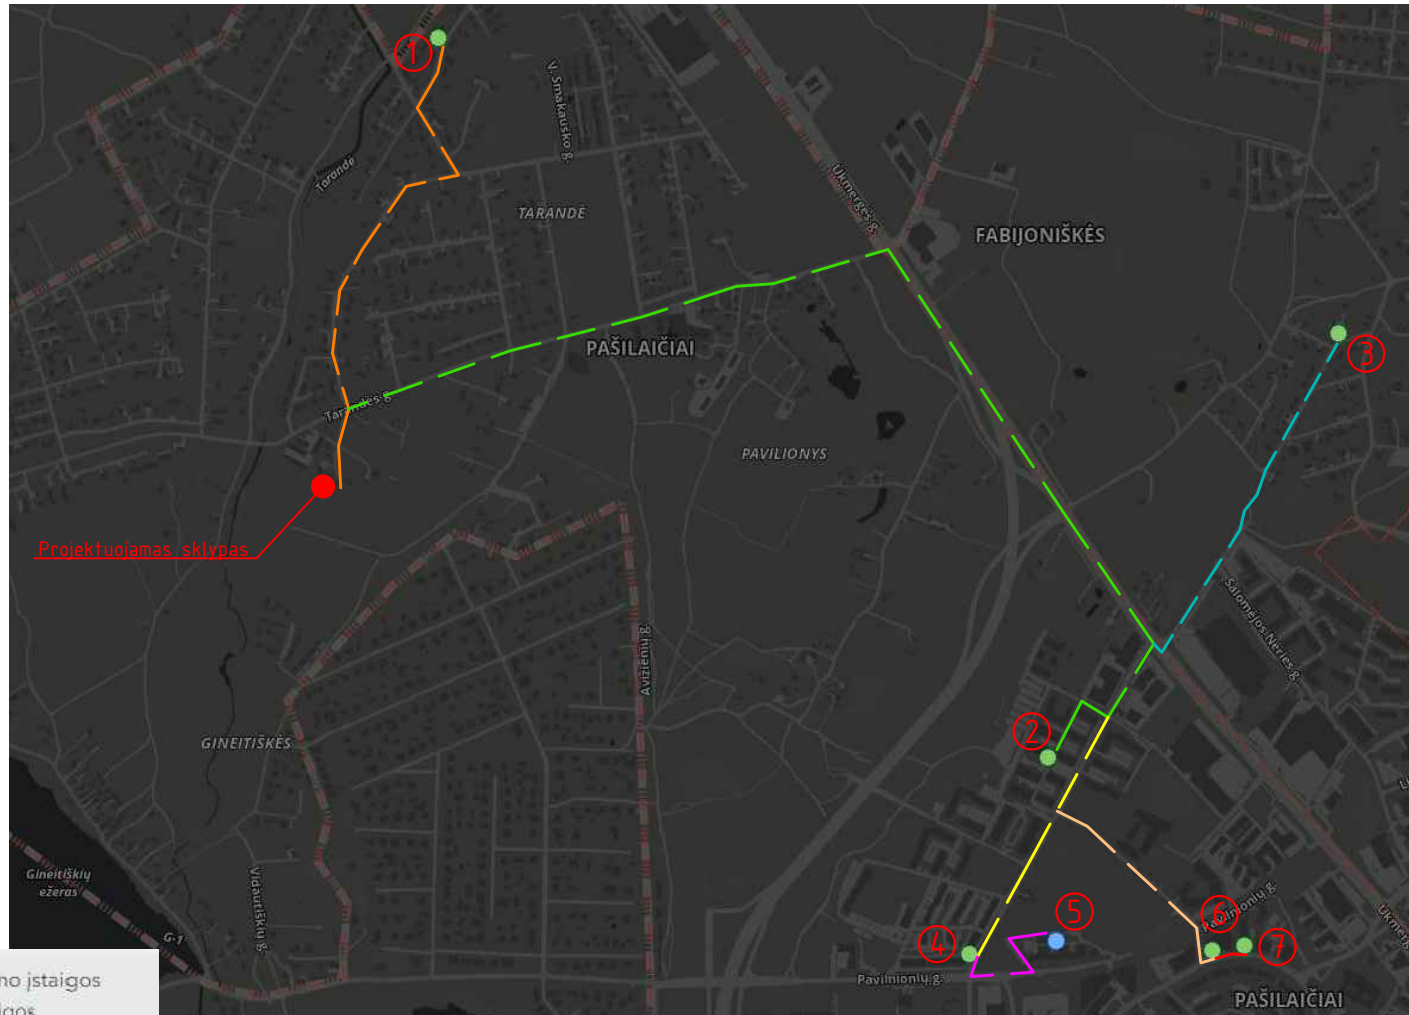 1
V. Smakausko g.
Tarandė
Ukmergės g.
TARANDĖ
FABIJONIŠKĖS
PAŠILAIČIAI
3
Tarandės g.
PAVILIONYS
Projektuojamas sklypas
Salomėjos Nėries g.
Avižienių g.
2
GINEITIŠKĖS
Gineitiškių
ežeras
Vidautiškių g.
G-1
4
5
6
7
Pavilnionių g.
Pavilnionių g.
PAŠILAIČIAI
įstaigos